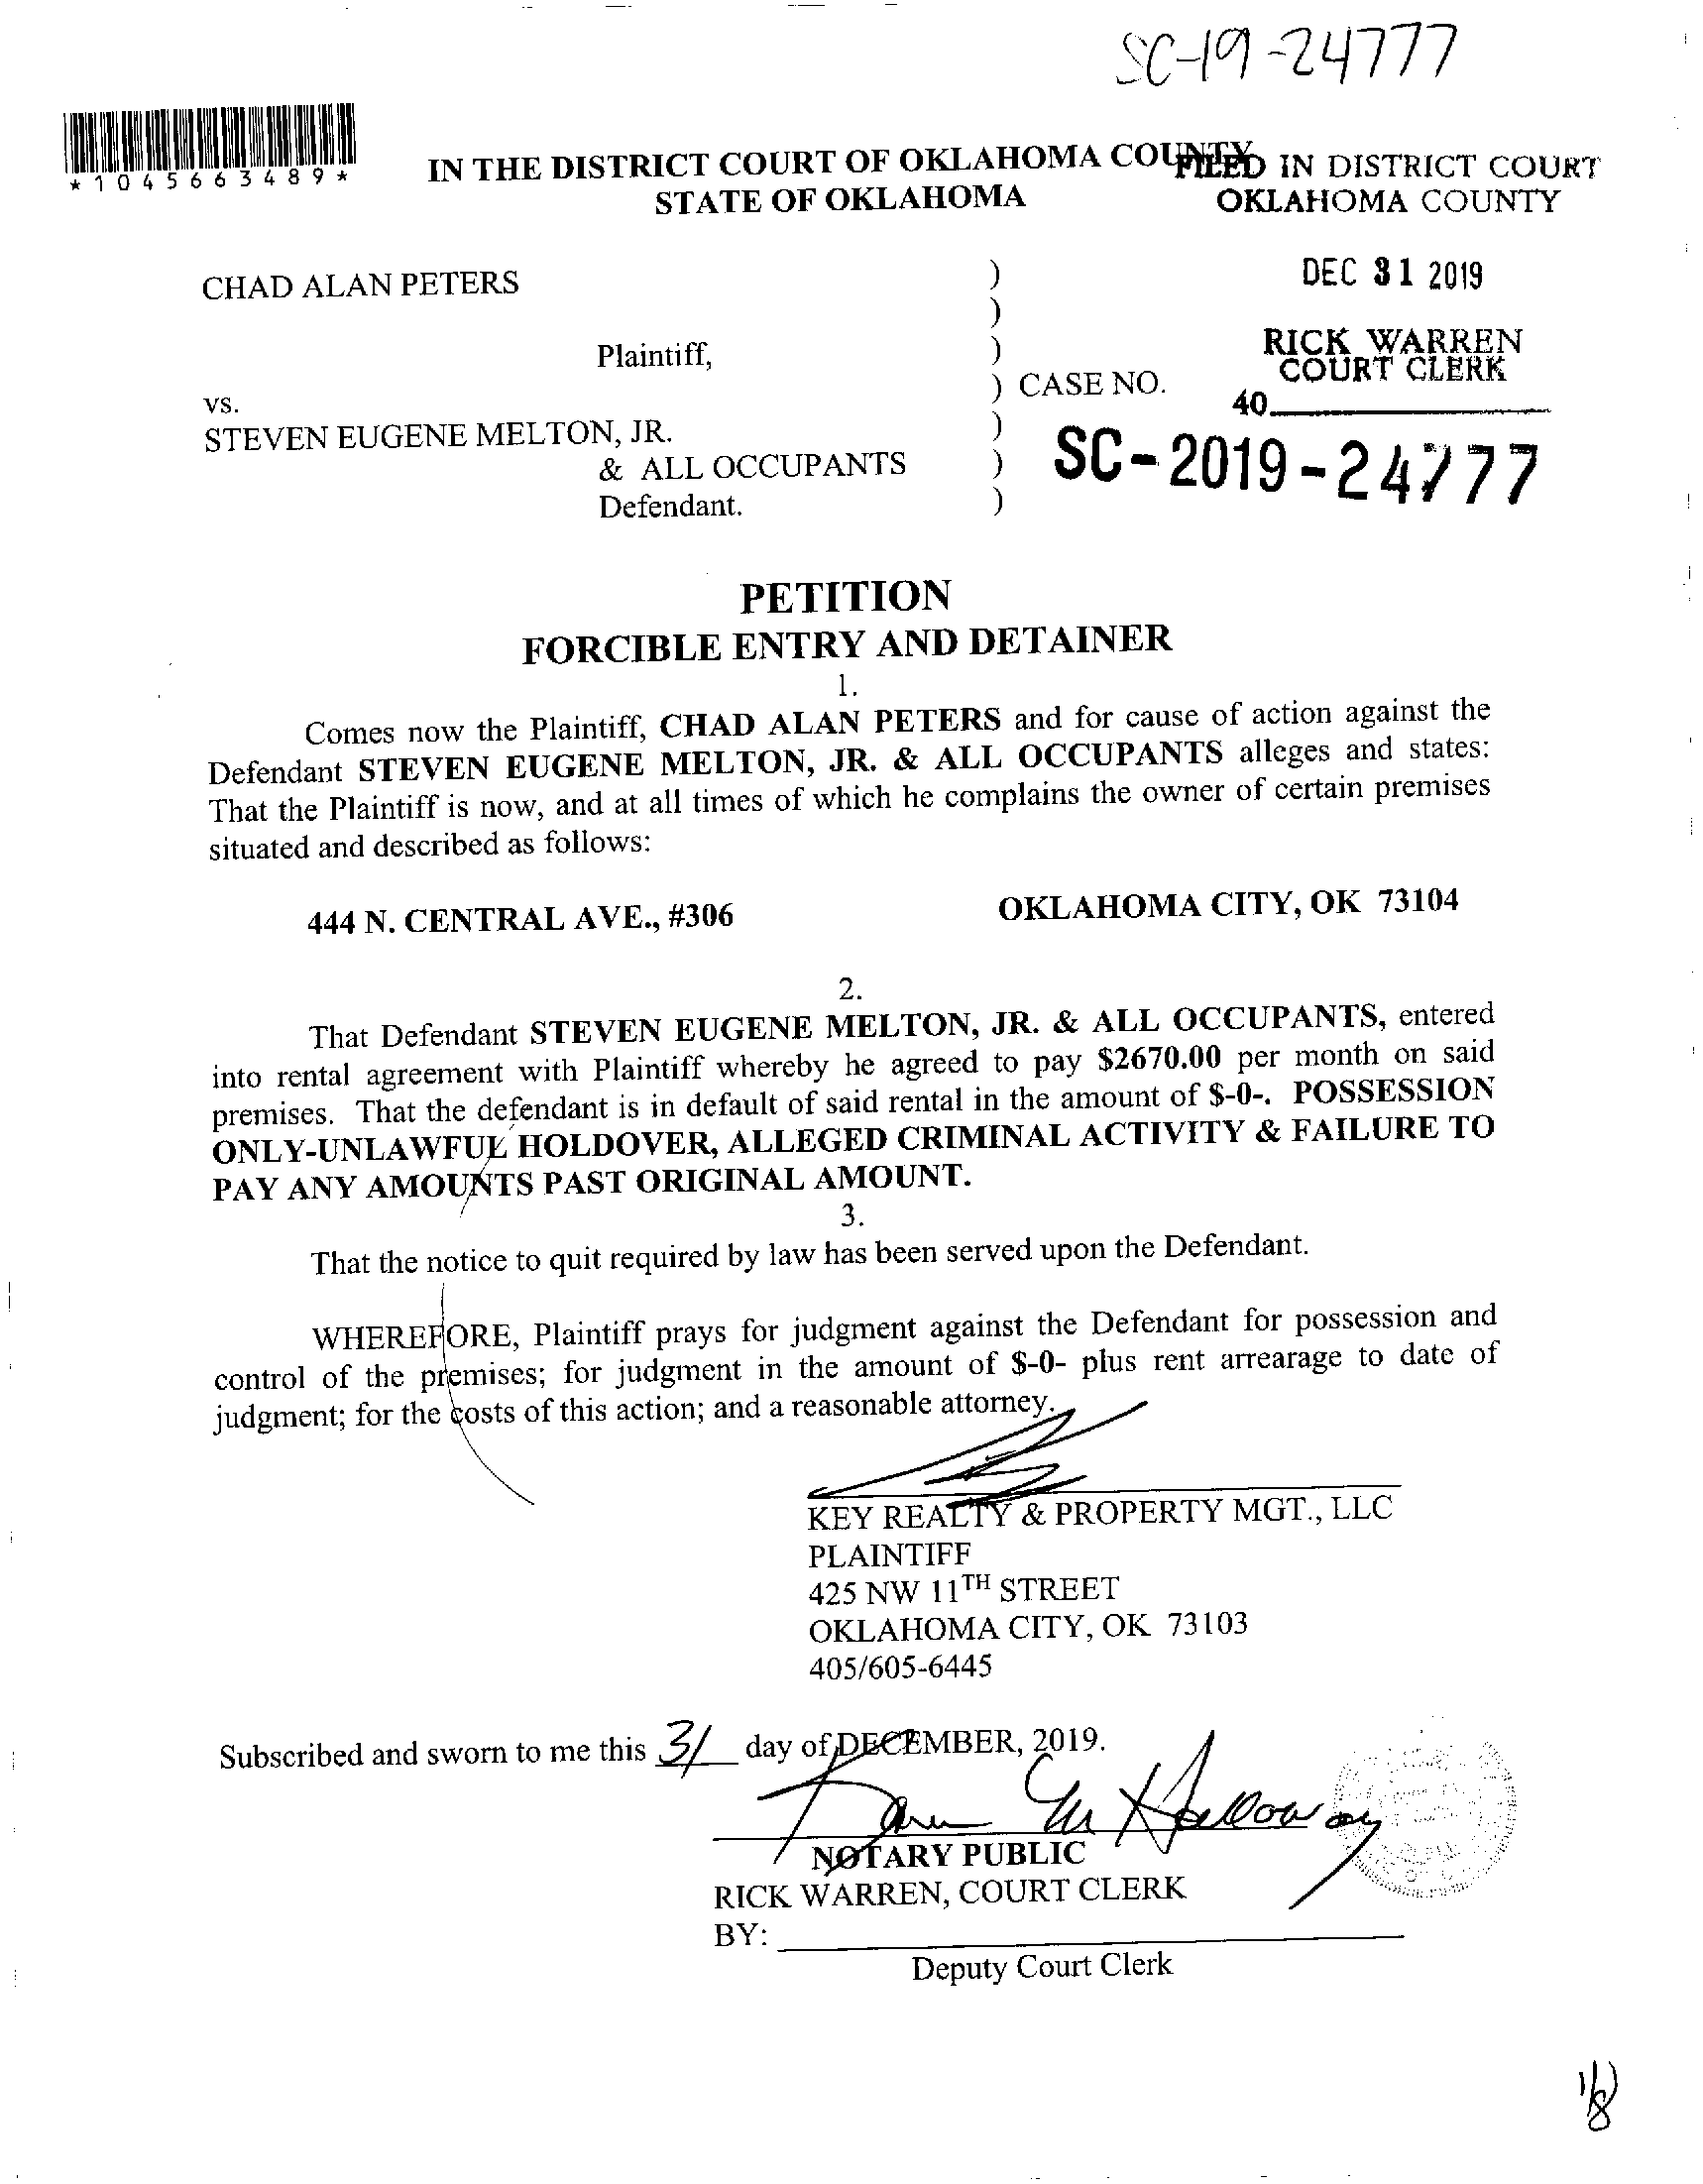 SC-19-24777
*1045663489*
IN THE DISTRICT COURT OF OKLAHOMA COUNTY
STATE OF OKLAHOMA
FILED IN DISTRICT COURT
OKLAHOMA COUNTY
DEC 31 2019
RICK WARREN
COURT CLERK
40
CHAD ALAN PETERS )
)
Plaintiff, )
) CASE NO.
vs.
STEVEN EUGENE MELTON, JR. )
& ALL OCCUPANTS )
Defendant. )
SC-2019-24777
PETITION
FORCIBLE ENTRY AND DETAINER
1.
Comes now the Plaintiff, CHAD ALAN PETERS and for cause of action against the
Defendant STEVEN EUGENE MELTON, JR. & ALL OCCUPANTS alleges and states:
That the Plaintiff is now, and at all times of which he complains the owner of certain premises
situated and described as follows:
444 N. CENTRAL AVE., #306 OKLAHOMA CITY, OK 73104
2.
That Defendant STEVEN EUGENE MELTON, JR. & ALL OCCUPANTS, entered
into rental agreement with Plaintiff whereby he agreed to pay $2670.00 per month on said
premises. That the defendant is in default of said rental in the amount of $-0-. POSSESSION
ONLY-UNLAWFUL HOLDOVER, ALLEGED CRIMINAL ACTIVITY & FAILURE TO
PAY ANY AMOUNTS PAST ORIGINAL AMOUNT.
3.
That the notice to quit required by law has been served upon the Defendant.
WHEREFORE, Plaintiff prays for judgment against the Defendant for possession and
control of the premises; for judgment in the amount of $-0- plus rent arrearage to date of
judgment; for the costs of this action; and a reasonable attorney.
KEY REALTY & PROPERTY MGT., LLC
PLAINTIFF
425 NW 11TH STREET
OKLAHOMA CITY, OK 73103
405/605-6445
Subscribed and sworn to me this 31 day of DECEMBER, 2019.
NOTARY PUBLIC
RICK WARREN, COURT CLERK
BY:
Deputy Court Clerk